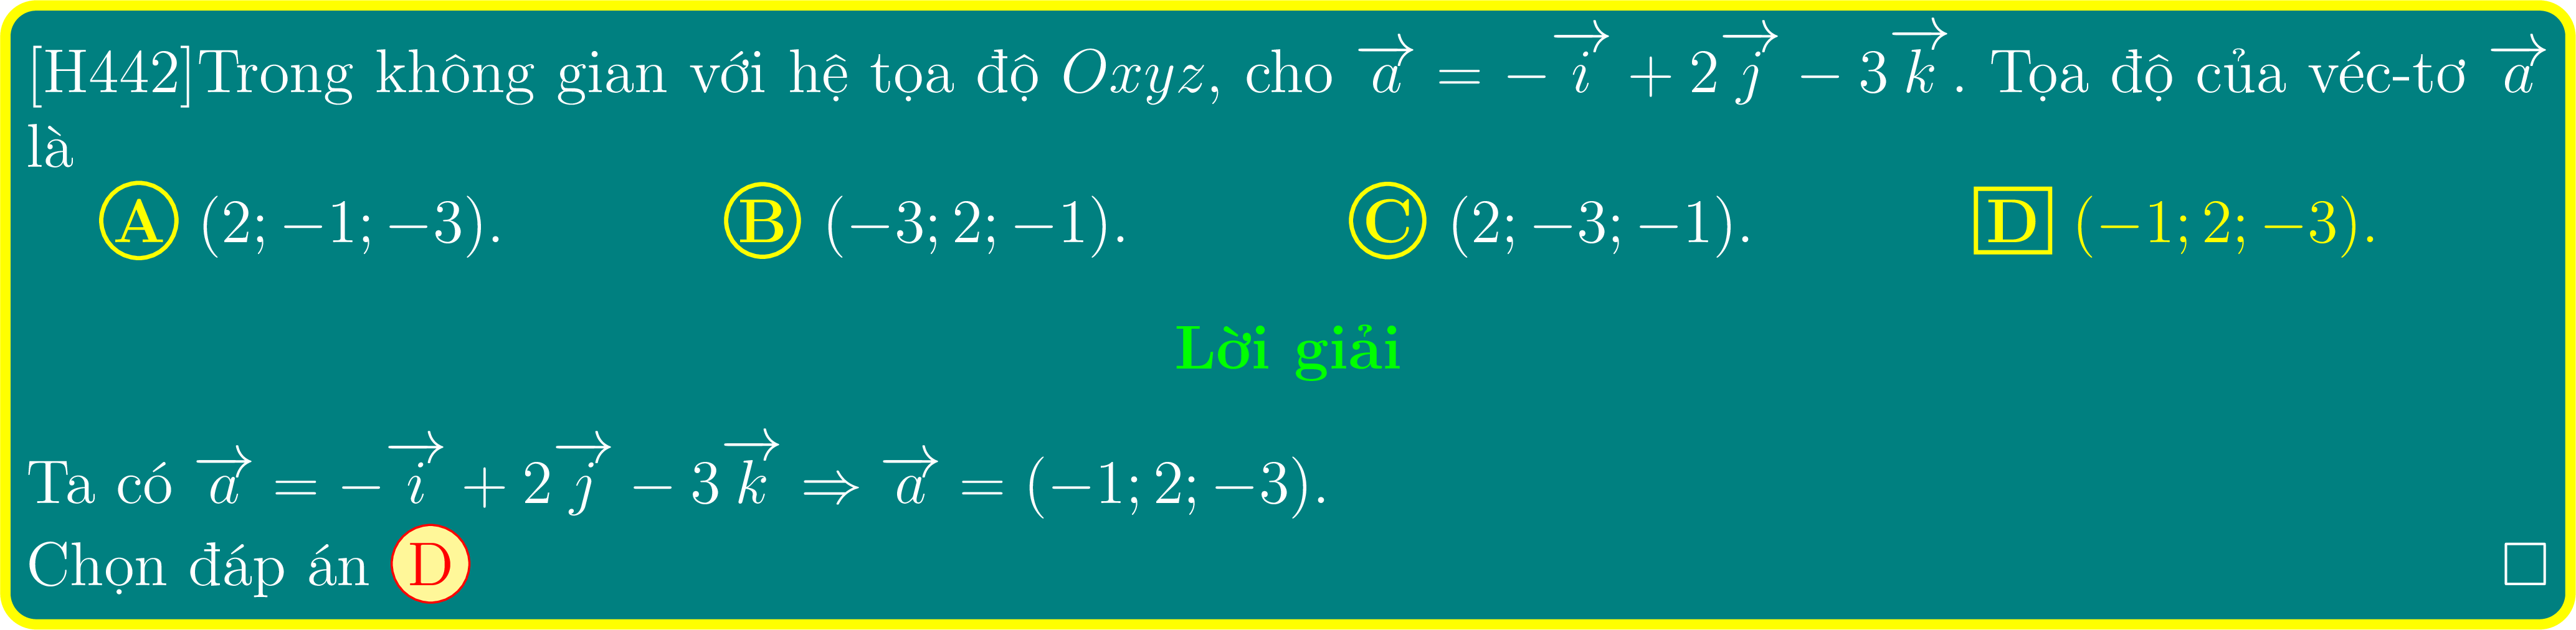 [H442]Trong không gian với hệ tọa độ Oxyz, cho $\overrightarrow{a} = -\overrightarrow{i} + 2\overrightarrow{j} - 3\overrightarrow{k}$. Tọa độ của véc-tơ $\overrightarrow{a}$
là
A (2; −1; −3). B (−3; 2; −1). C (2; −3; −1). D (−1; 2; −3).
Lời giải
Ta có $\overrightarrow{a} = -\overrightarrow{i} + 2\overrightarrow{j} - 3\overrightarrow{k} \Rightarrow \overrightarrow{a} = (-1; 2; -3)$.
Chọn đáp án D □